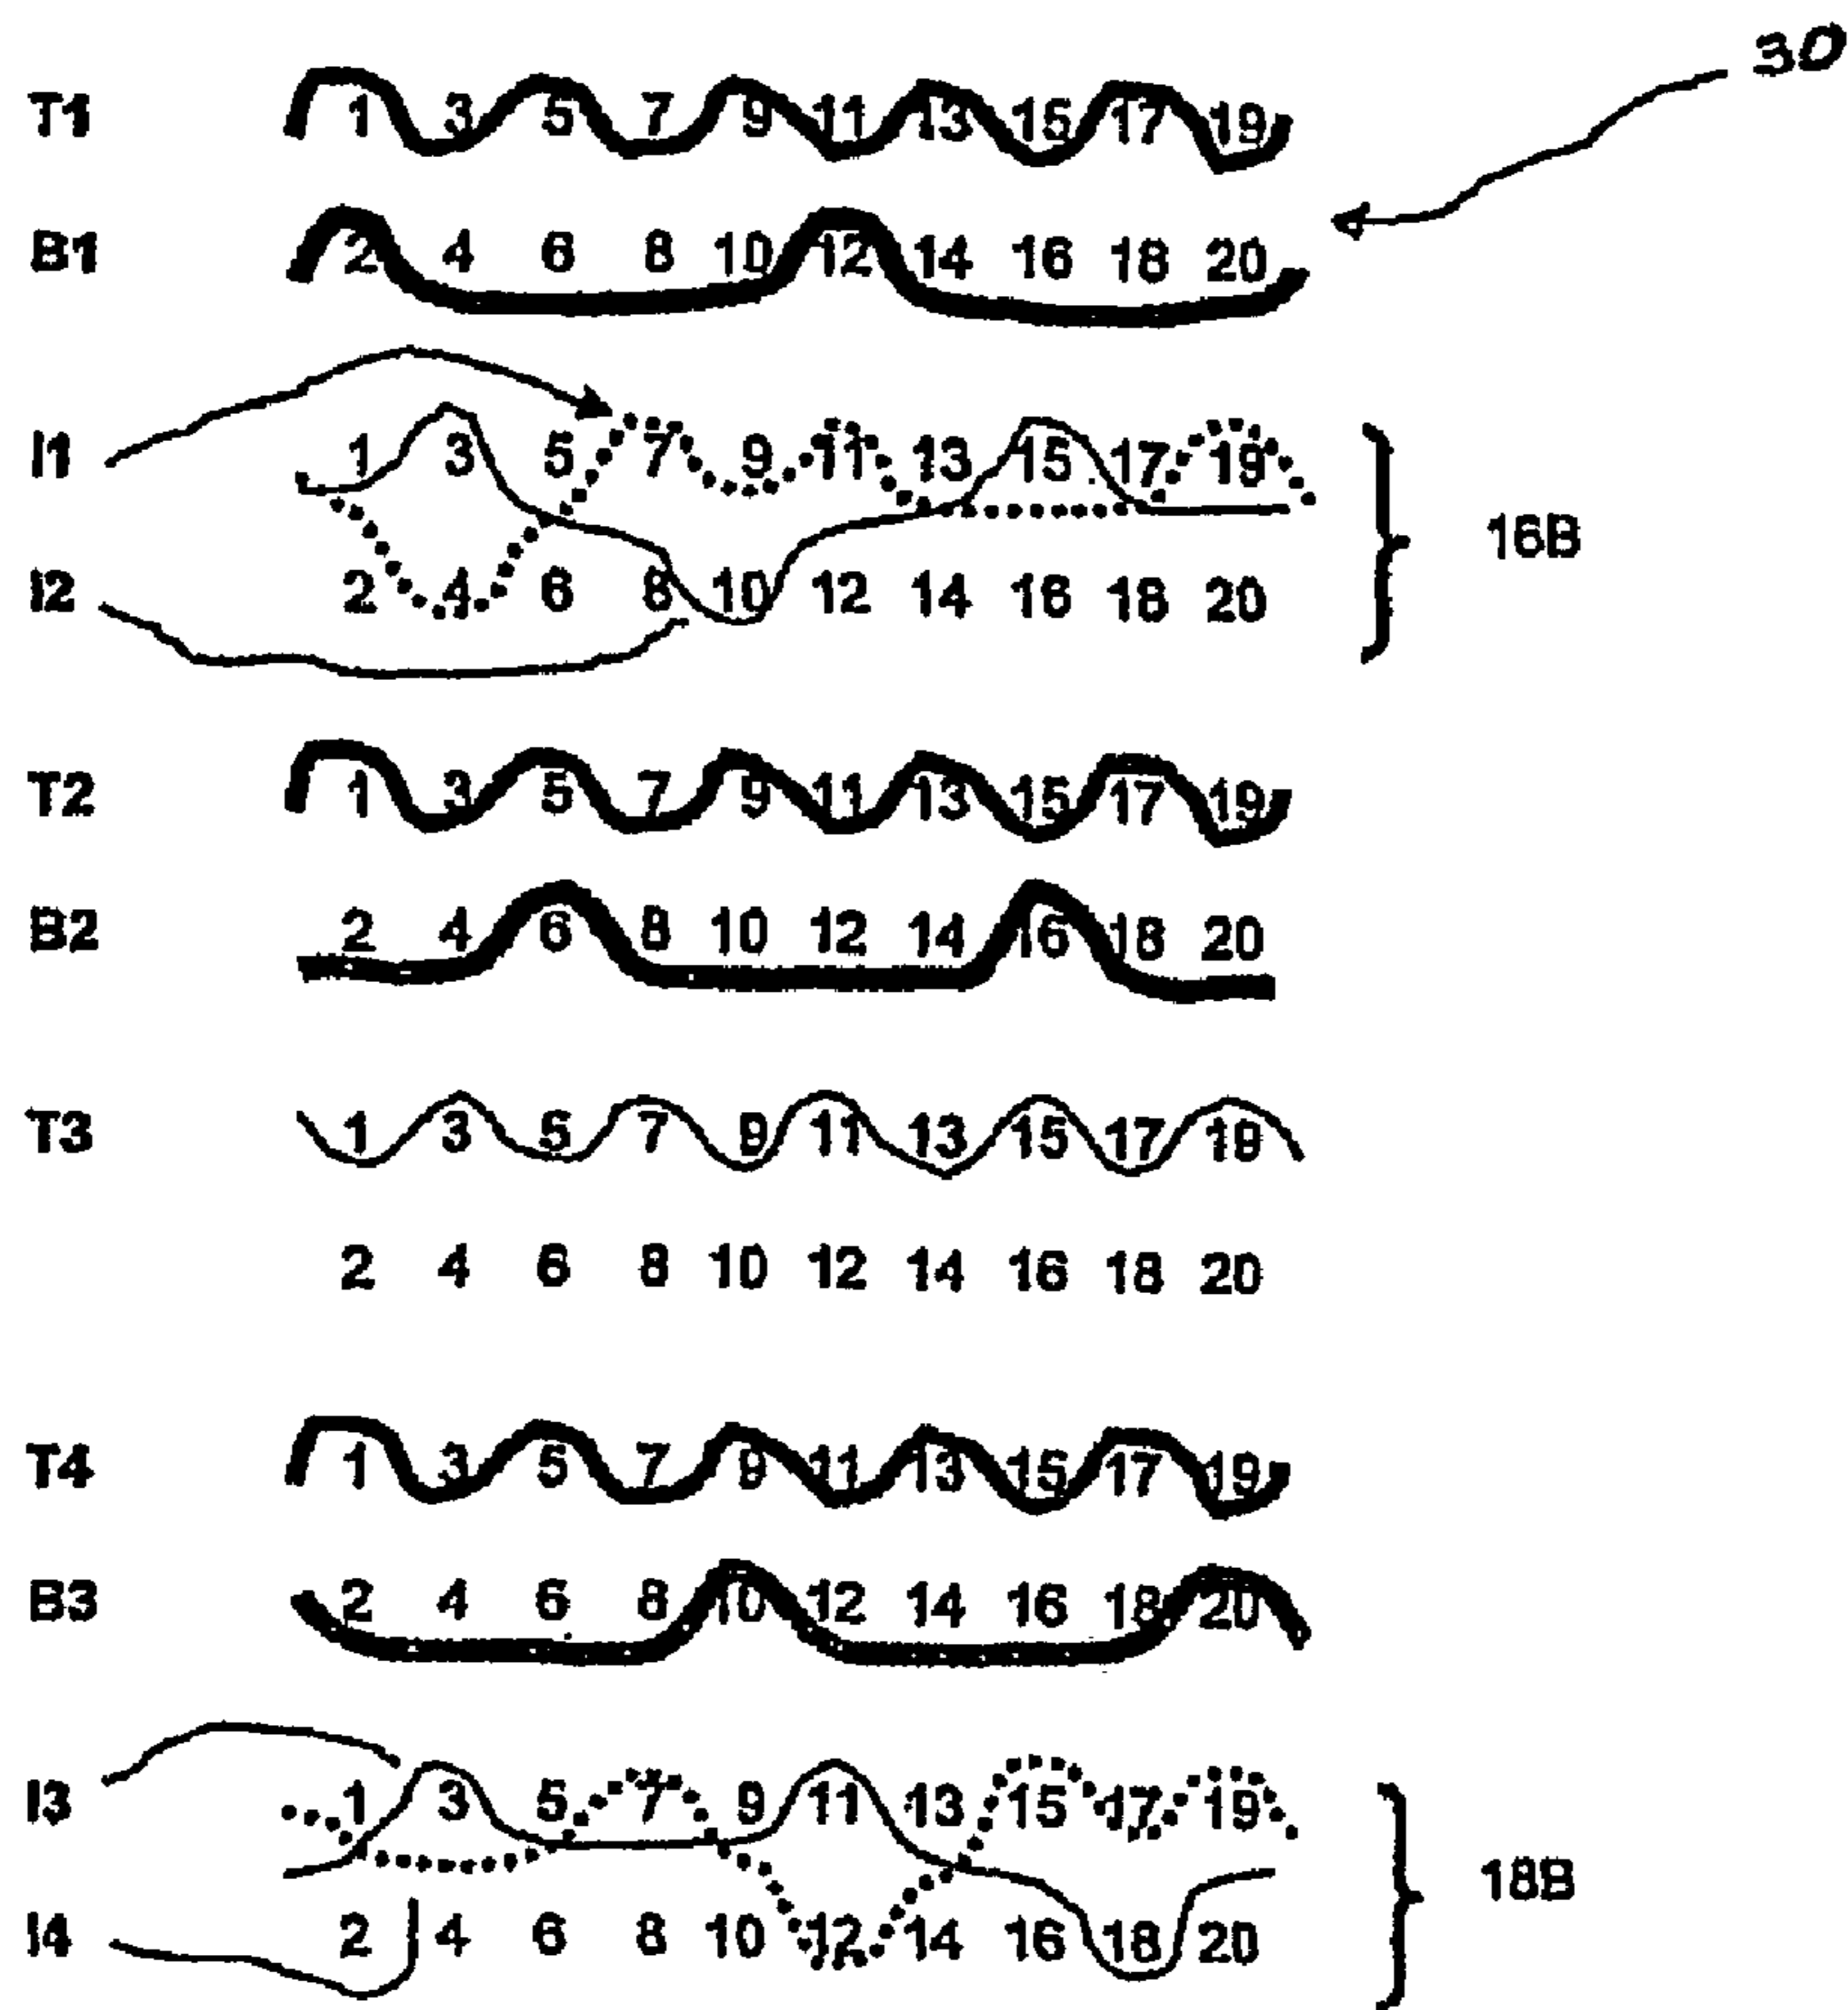 30
T1 1 3 5 7 9 11 13 15 17 19
B1 2 4 6 8 10 12 14 16 18 20
I1 1 3 5 7 9 11 13 15 17 19
16B
I2 2 4 6 8 10 12 14 16 18 20
T2 1 3 5 7 9 11 13 15 17 19
B2 2 4 6 8 10 12 14 16 18 20
T3 1 3 5 7 9 11 13 15 17 19
2 4 6 8 10 12 14 16 18 20
T4 1 3 5 7 9 11 13 15 17 19
B3 2 4 6 8 10 12 14 16 18 20
I3 1 3 5 7 9 11 13 15 17 19
18B
I4 2 4 6 8 10 12 14 16 18 20